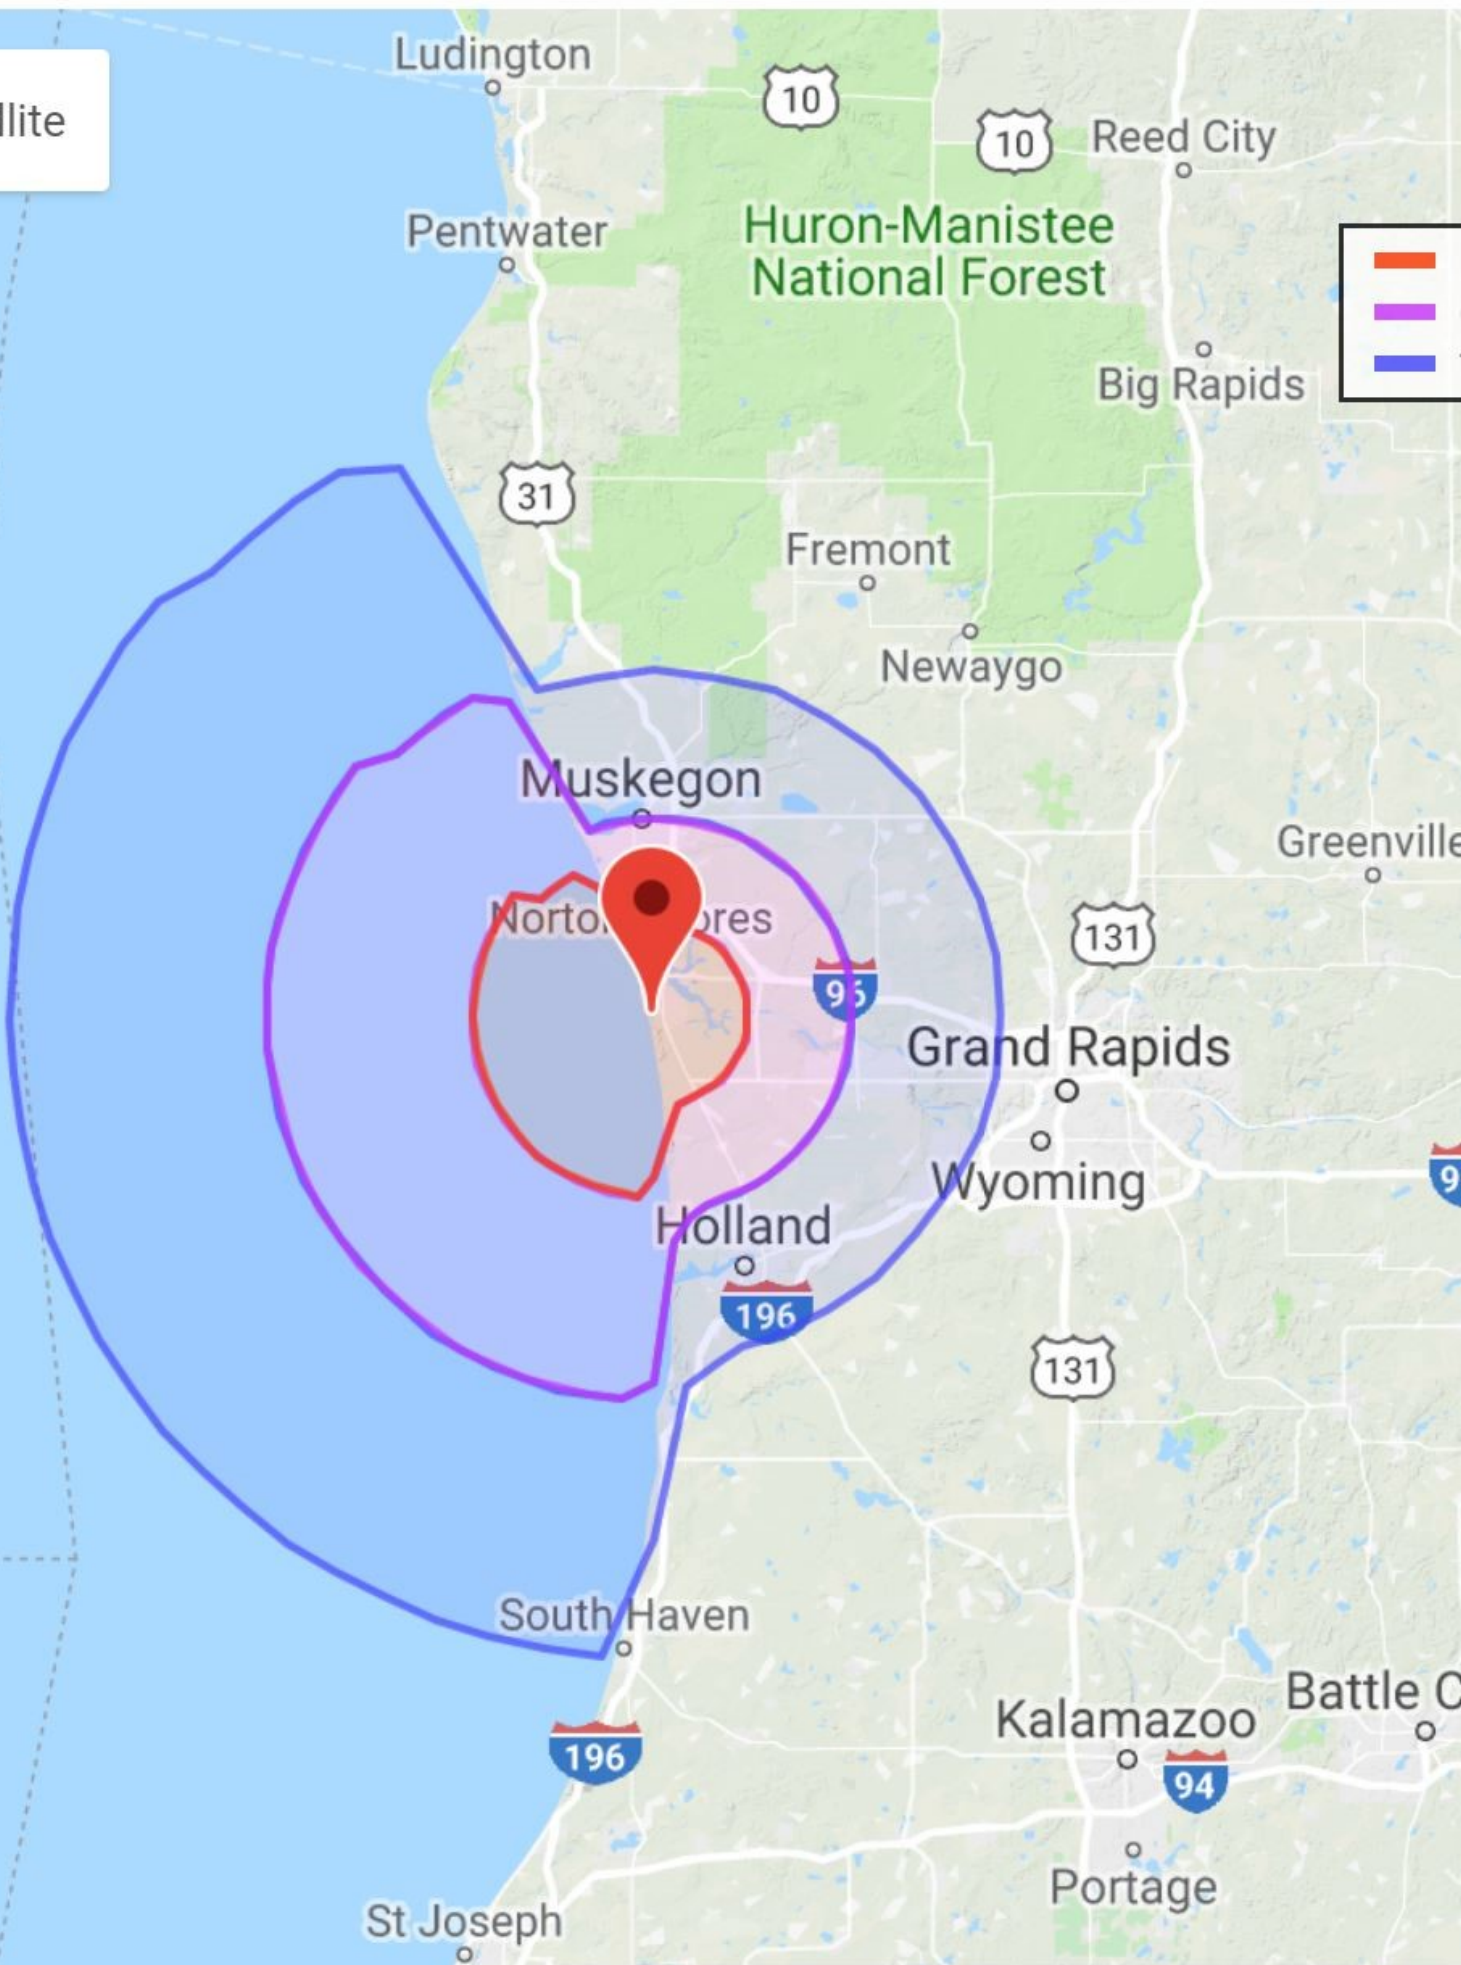 Ludington
10
llite
10
Reed City
Pentwater
Huron-Manistee
National Forest
Big Rapids
31
Fremont
Newaygo
Muskegon
Greenville
131
96
Grand Rapids
Wyoming
9
Holland
196
131
South Haven
Battle C
Kalamazoo
196
94
Portage
St Joseph